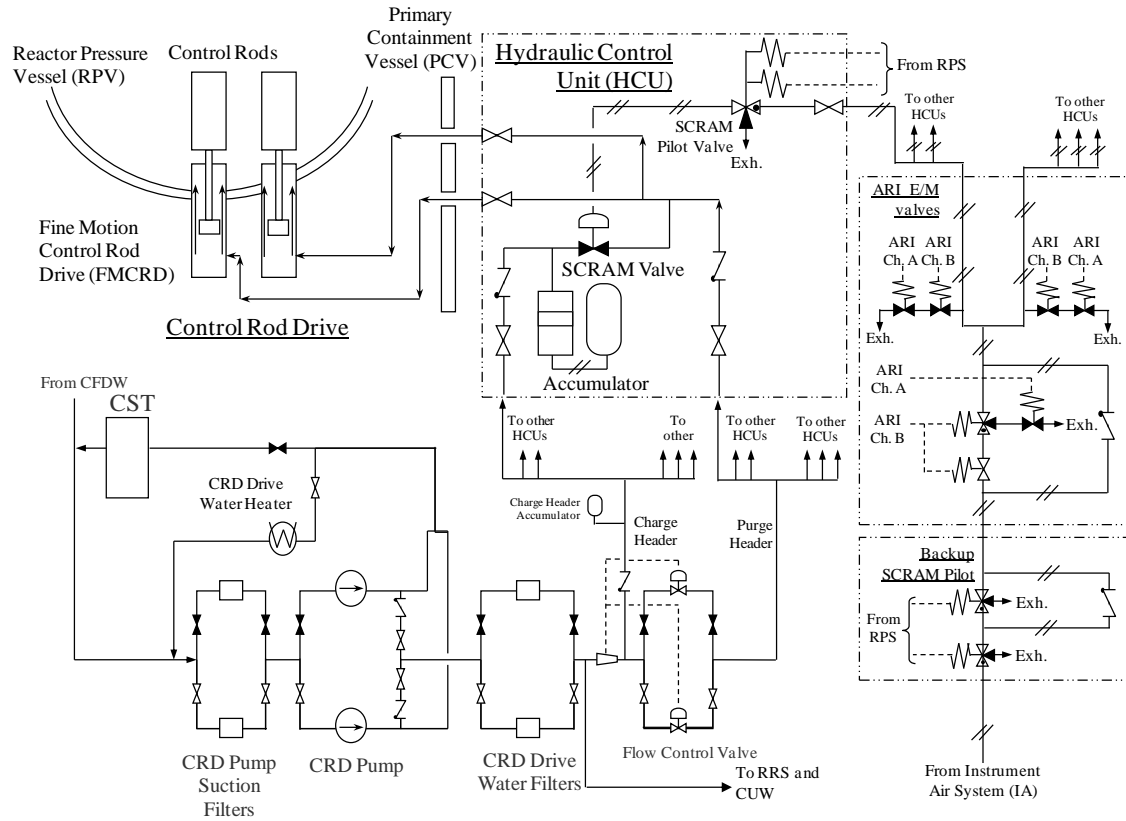 Reactor Pressure
Vessel (RPV)
Control Rods
Primary
Containment
Vessel (PCV)
Hydraulic Control
Unit (HCU)
From RPS
SCRAM
Pilot Valve
Exh.
To other
HCUs
To other
HCUs
ARI E/M
valves
ARI
Ch. A
ARI
Ch. B
ARI
Ch. B
ARI
Ch. A
Exh.
Exh.
Fine Motion
Control Rod
Drive (FMCRD)
Control Rod Drive
SCRAM Valve
Accumulator
ARI
Ch. A
ARI
Ch. B
Exh.
From CFDW
CST
CRD Drive
Water Heater
To other
HCUs
To
other
To other
HCUs
To other
HCUs
Charge Header
Accumulator
Charge
Header
Purge
Header
Backup
SCRAM Pilot
From
RPS
Exh.
Exh.
CRD Pump
Suction
Filters
CRD Pump
CRD Drive
Water Filters
Flow Control Valve
To RRS and
CUW
From Instrument
Air System (IA)